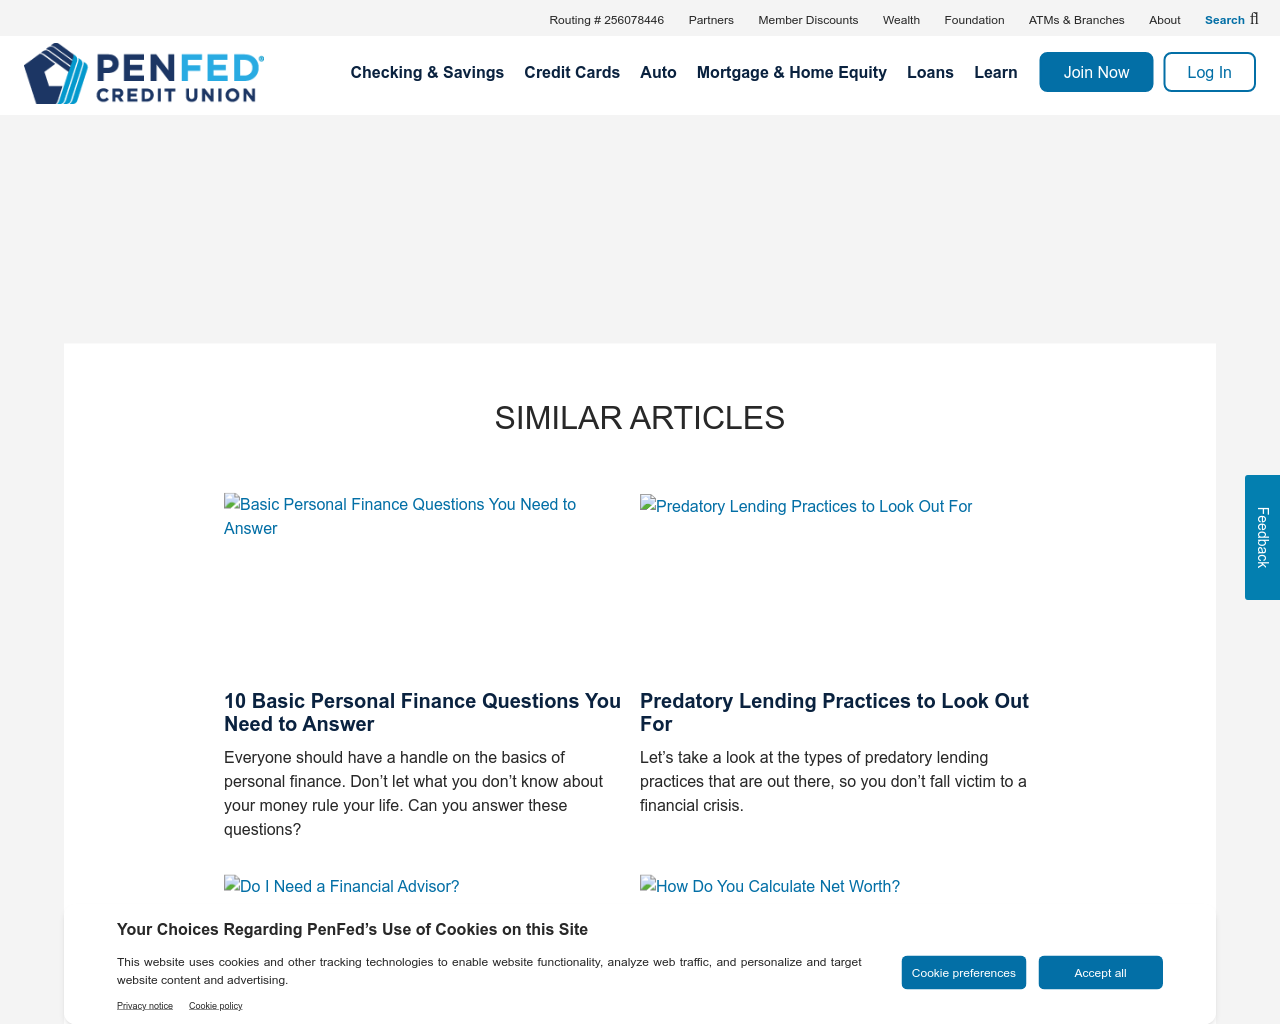 Routing # 256078446 Partners Member Discounts Wealth Foundation ATMs & Branches About Search
PENFED®
CREDIT UNION
Checking & Savings Credit Cards Auto Mortgage & Home Equity Loans Learn Join Now Log In
SIMILAR ARTICLES
Basic Personal Finance Questions You Need to
Answer
Predatory Lending Practices to Look Out For
Feedback
10 Basic Personal Finance Questions You
Need to Answer
Everyone should have a handle on the basics of
personal finance. Don’t let what you don’t know about
your money rule your life. Can you answer these
questions?
Predatory Lending Practices to Look Out
For
Let’s take a look at the types of predatory lending
practices that are out there, so you don’t fall victim to a
financial crisis.
Do I Need a Financial Advisor?
How Do You Calculate Net Worth?
Your Choices Regarding PenFed’s Use of Cookies on this Site
This website uses cookies and other tracking technologies to enable website functionality, analyze web traffic, and personalize and target
website content and advertising.
Privacy notice Cookie policy
Cookie preferences Accept all